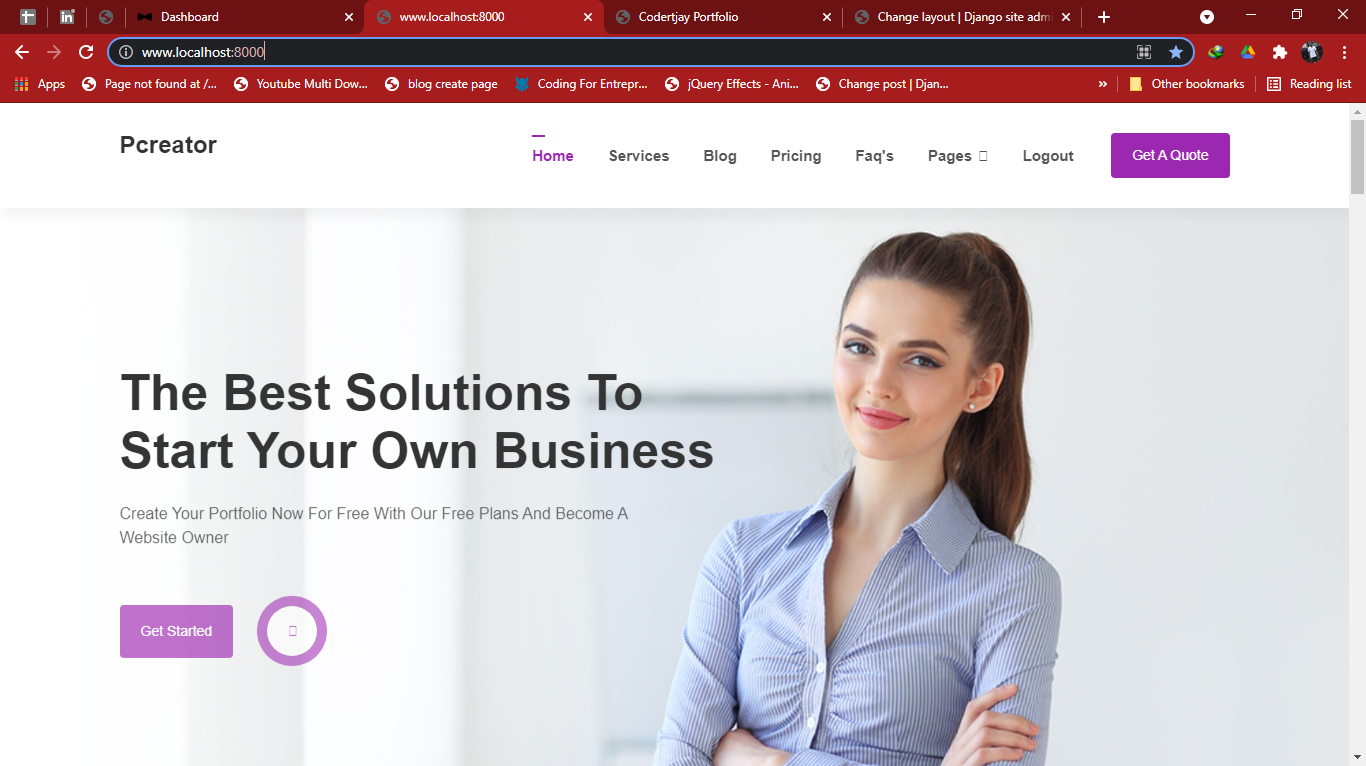 Dashboard
www.localhost:8000
Codertjay Portfolio
Change layout | Django site adm
www.localhost:8000
Apps
Page not found at /...
Youtube Multi Dow...
blog create page
Coding For Entrepr...
jQuery Effects - Ani...
Change post | Djan...
»
Other bookmarks
Reading list
Pcreator
Home
Services
Blog
Pricing
Faq's
Pages
Logout
Get A Quote
The Best Solutions To
Start Your Own Business
Create Your Portfolio Now For Free With Our Free Plans And Become A
Website Owner
Get Started